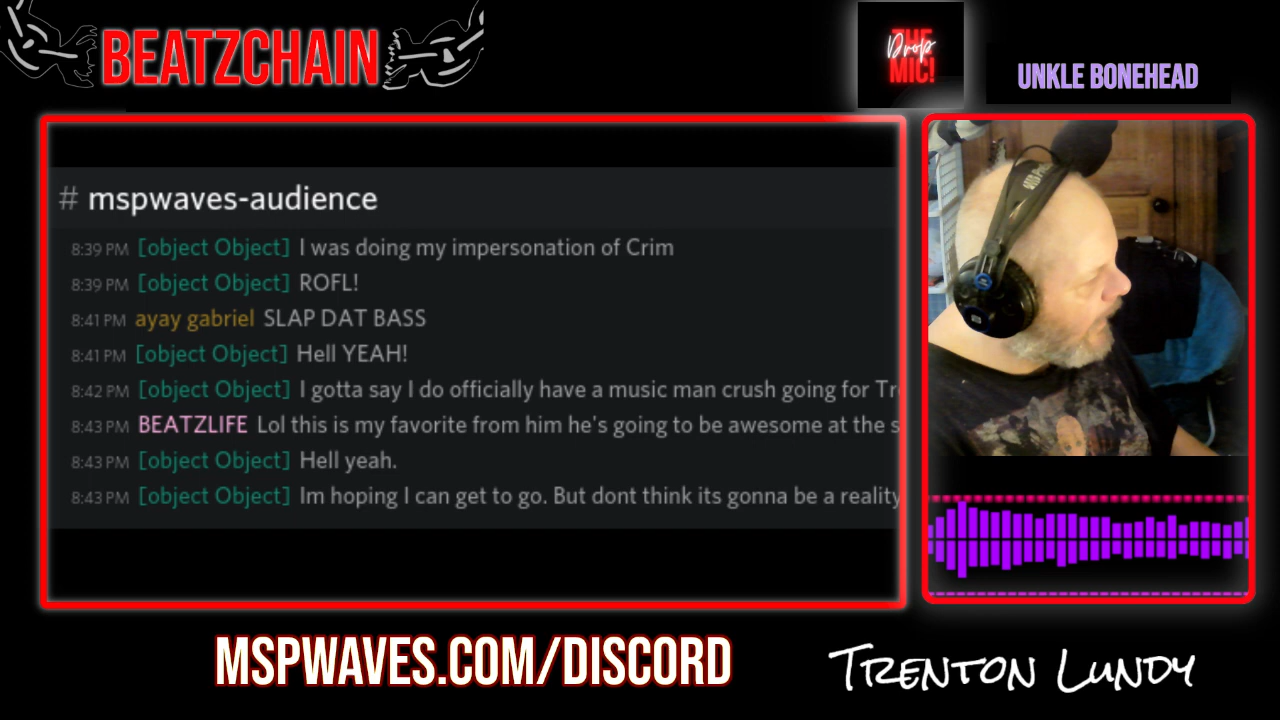 BEATZCHAIN
THE
Drop
MIC!
UNKLE BONEHEAD
# mspwaves-audience
8:39 PM [object Object] I was doing my impersonation of Crim
8:39 PM [object Object] ROFL!
8:41 PM ayay gabriel SLAP DAT BASS
8:41 PM [object Object] Hell YEAH!
8:42 PM [object Object] I gotta say I do officially have a music man crush going for Tr
8:43 PM BEATZLIFE Lol this is my favorite from him he's going to be awesome at the s
8:43 PM [object Object] Hell yeah.
8:43 PM [object Object] Im hoping I can get to go. But dont think its gonna be a reality
MSPWAVES.COM/DISCORD
TRENTON LUNDY